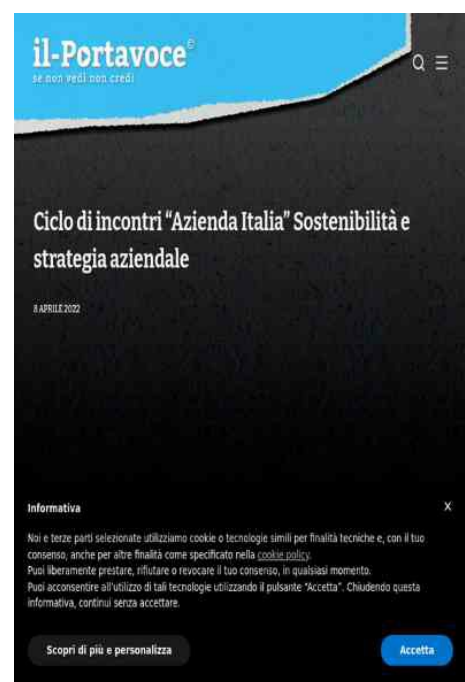 il-Portavoce©
se non vedi non credi
Ciclo di incontri “Azienda Italia” Sostenibilità e
strategia aziendale
8 APRILE 2022
Informativa
X
Noi e terze parti selezionate utilizziamo cookie o tecnologie simili per finalità tecniche e, con il tuo
consenso, anche per altre finalità come specificato nella cookie policy.
Puoi liberamente prestare, rifiutare o revocare il tuo consenso, in qualsiasi momento.
Puoi acconsentire all'utilizzo di tali tecnologie utilizzando il pulsante “Accetta”. Chiudendo questa
informativa, continui senza accettare.
Scopri di più e personalizza
Accetta